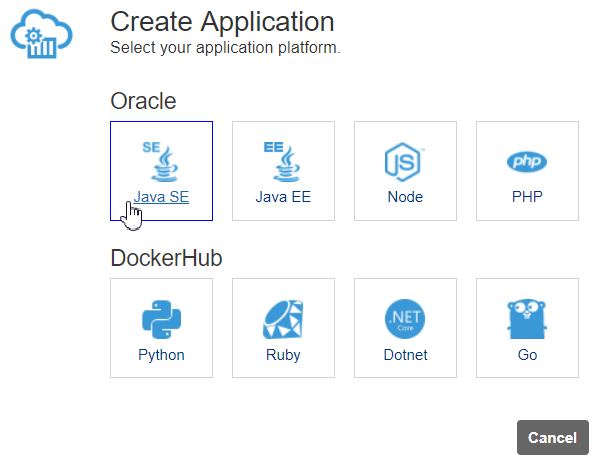 Create Application
Select your application platform.
Oracle
SE
EE
JS
php
Java SE
Java EE
Node
PHP
DockerHub
.NET
Core
Python
Ruby
Dotnet
Go
Cancel